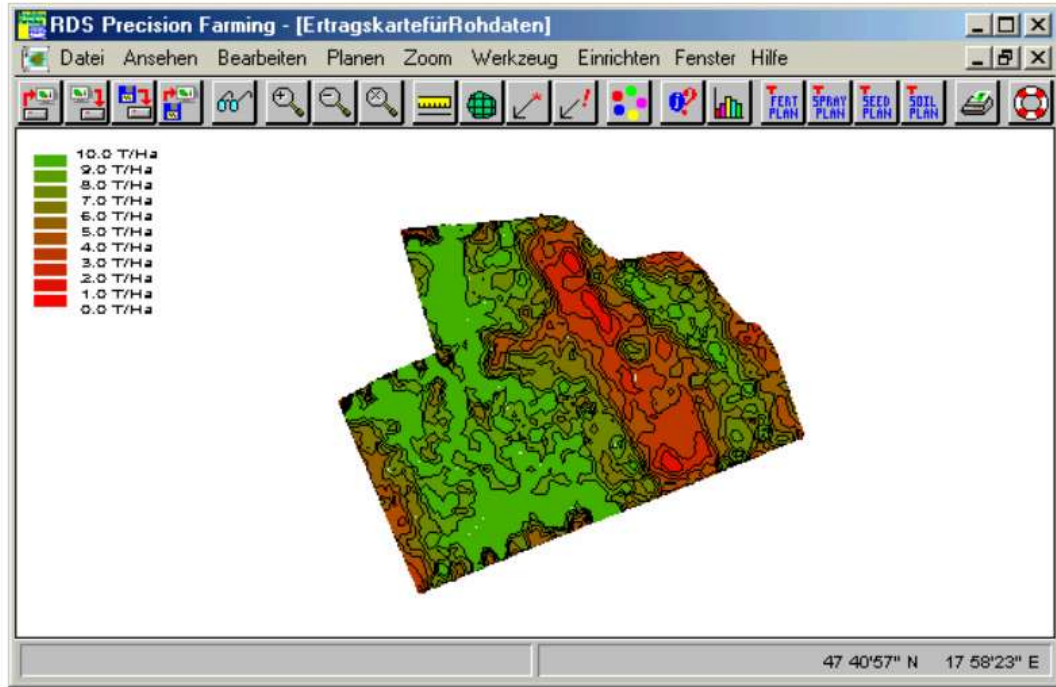 RDS Precision Farming - [ErtragskartefürRohdaten]
Datei Ansehen Bearbeiten Planen Zoom Werkzeug Einrichten Fenster Hilfe
FERT PLAN SPRAY PLAN SEED PLAN SOIL PLAN
10.0 T/Ha
9.0 T/Ha
8.0 T/Ha
7.0 T/Ha
6.0 T/Ha
5.0 T/Ha
4.0 T/Ha
3.0 T/Ha
2.0 T/Ha
1.0 T/Ha
0.0 T/Ha
47 40'57" N 17 58'23" E